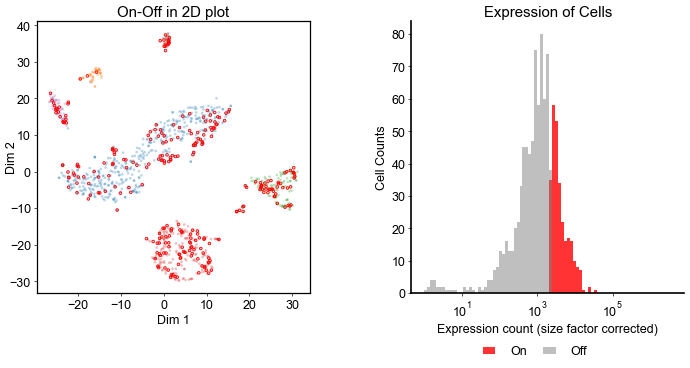 On-Off in 2D plot
40
30
20
10
0
−10
−20
−30
Dim 2
−20 −10 0 10 20 30
Dim 1
Expression of Cells
80
70
60
50
40
30
20
10
0
Cell Counts
10^1 10^3 10^5
Expression count (size factor corrected)
On Off